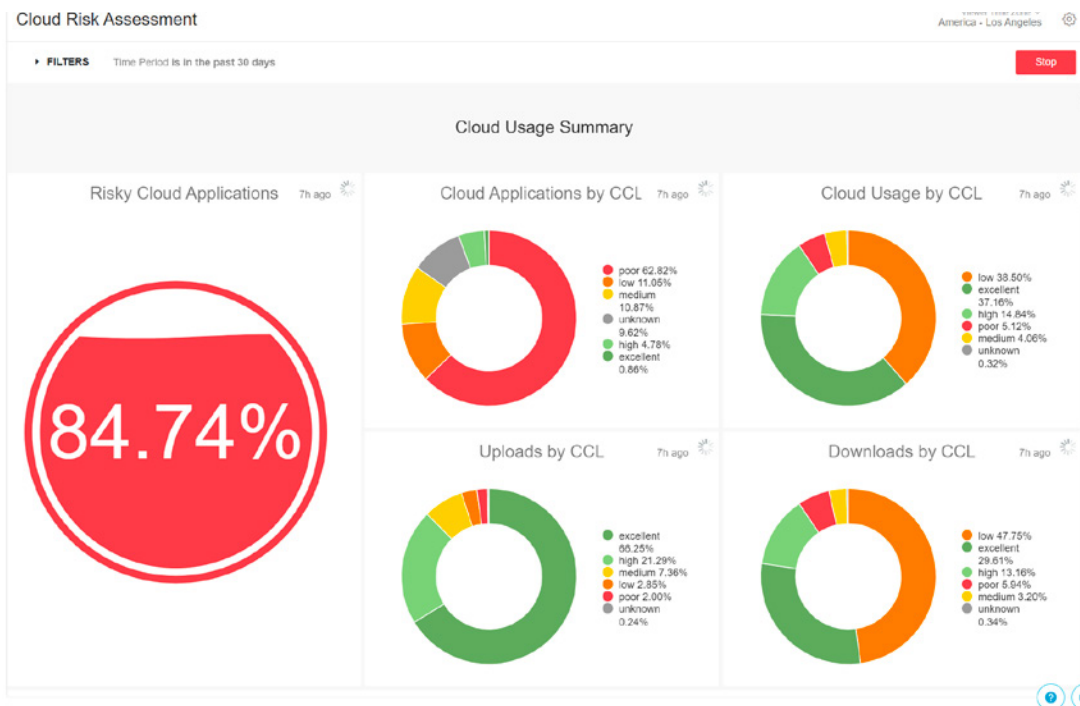 Cloud Risk Assessment
America - Los Angeles
FILTERS Time Period is in the past 30 days
Stop
Cloud Usage Summary
Risky Cloud Applications 7h ago
84.74%
Cloud Applications by CCL 7h ago
poor 62.82%
low 11.05%
medium
10.87%
unknown
9.62%
high 4.78%
excellent
0.86%
Cloud Usage by CCL 7h ago
low 38.50%
excellent
37.16%
high 14.84%
poor 5.12%
medium 4.06%
unknown
0.32%
Uploads by CCL 7h ago
excellent
66.25%
high 21.29%
medium 7.36%
low 2.85%
poor 2.00%
unknown
0.24%
Downloads by CCL 7h ago
low 47.75%
excellent
29.61%
high 13.16%
poor 5.94%
medium 3.20%
unknown
0.34%
?